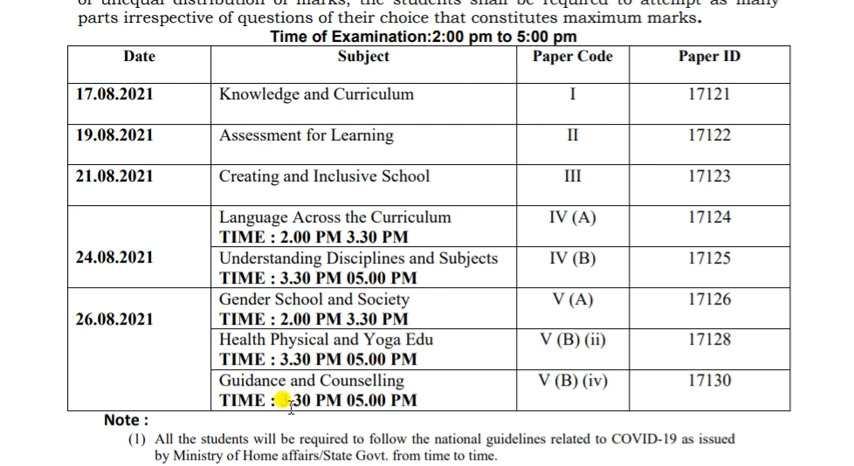 parts irrespective of questions of their choice that constitutes maximum marks.
Time of Examination:2:00 pm to 5:00 pm
Date Subject Paper Code Paper ID
17.08.2021 Knowledge and Curriculum I 17121
19.08.2021 Assessment for Learning II 17122
21.08.2021 Creating and Inclusive School III 17123
24.08.2021
Language Across the Curriculum IV (A) 17124
TIME : 2.00 PM 3.30 PM
Understanding Disciplines and Subjects IV (B) 17125
TIME : 3.30 PM 05.00 PM
26.08.2021
Gender School and Society V (A) 17126
TIME : 2.00 PM 3.30 PM
Health Physical and Yoga Edu V (B) (ii) 17128
TIME : 3.30 PM 05.00 PM
Guidance and Counselling V (B) (iv) 17130
TIME : 3.30 PM 05.00 PM
Note :
(1) All the students will be required to follow the national guidelines related to COVID-19 as issued
by Ministry of Home affairs/State Govt. from time to time.